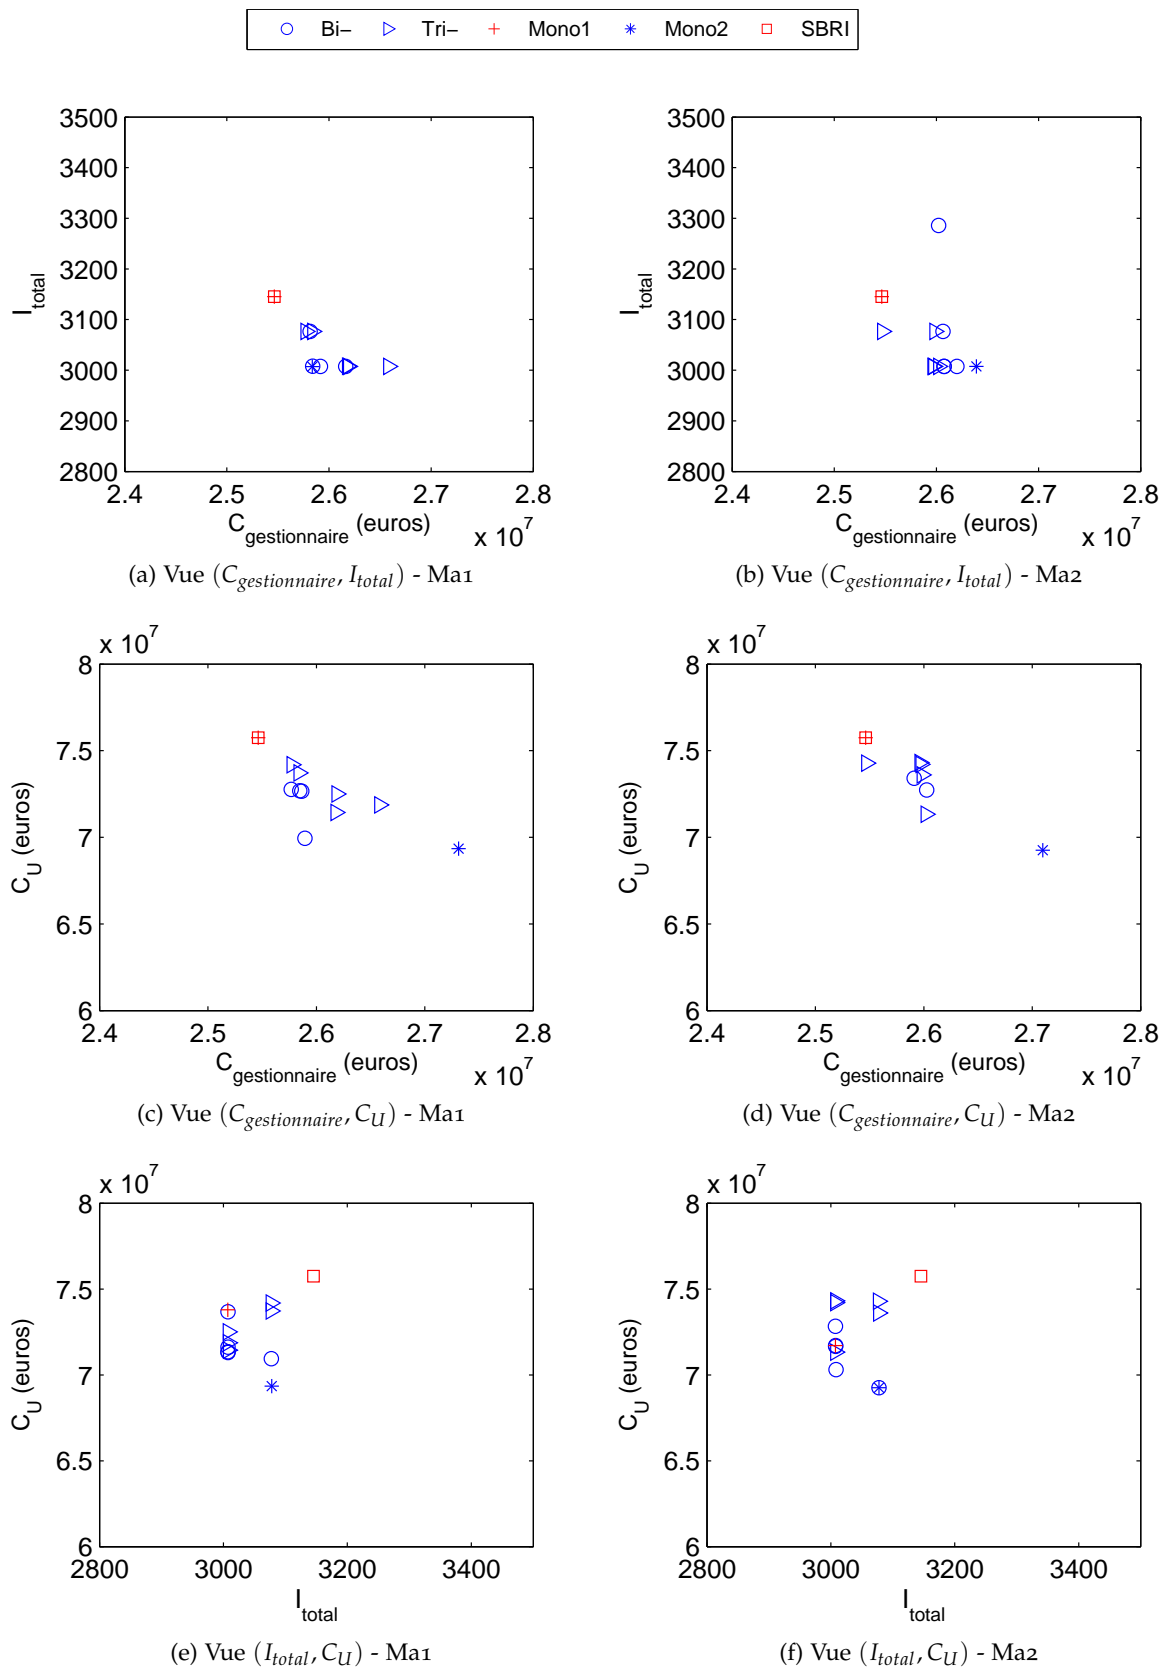 Bi− Tri− Mono1 Mono2 SBRI
3500
3400
3300
3200
3100
3000
2900
2800
I_total
2.4 2.5 2.6 2.7 2.8
C_gestionnaire (euros)
x 10^7
(a) Vue (C_gestionnaire, I_total) - Ma1
3500
3400
3300
3200
3100
3000
2900
2800
I_total
2.4 2.5 2.6 2.7 2.8
C_gestionnaire (euros)
x 10^7
(b) Vue (C_gestionnaire, I_total) - Ma2
x 10^7
8
7.5
7
6.5
6
C_U (euros)
2.4 2.5 2.6 2.7 2.8
C_gestionnaire (euros)
x 10^7
(c) Vue (C_gestionnaire, C_U) - Ma1
x 10^7
8
7.5
7
6.5
6
C_U (euros)
2.4 2.5 2.6 2.7 2.8
C_gestionnaire (euros)
x 10^7
(d) Vue (C_gestionnaire, C_U) - Ma2
x 10^7
8
7.5
7
6.5
6
C_U (euros)
2800 3000 3200 3400
I_total
(e) Vue (I_total, C_U) - Ma1
x 10^7
8
7.5
7
6.5
6
C_U (euros)
2800 3000 3200 3400
I_total
(f) Vue (I_total, C_U) - Ma2